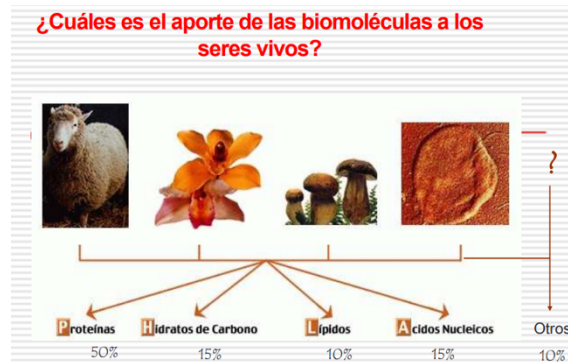 ¿Cuáles es el aporte de las biomoléculas a los
seres vivos?
?
Proteínas
Hidratos de Carbono
Lípidos
Acidos Nucleicos
Otros
50%
15%
10%
15%
10%